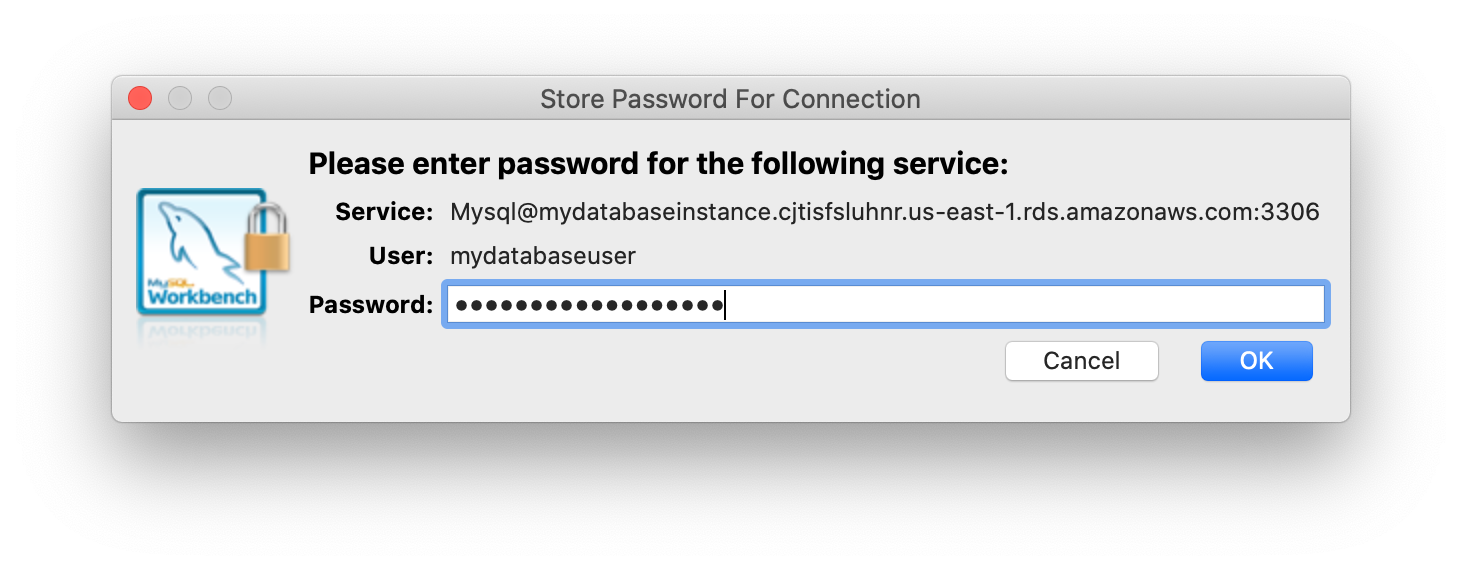 Store Password For Connection
Please enter password for the following service:
Service: Mysql@mydatabaseinstance.cjtisfsluhnr.us-east-1.rds.amazonaws.com:3306
User: mydatabaseuser
MySQL
Workbench
Password: ••••••••••••••••••
Cancel OK